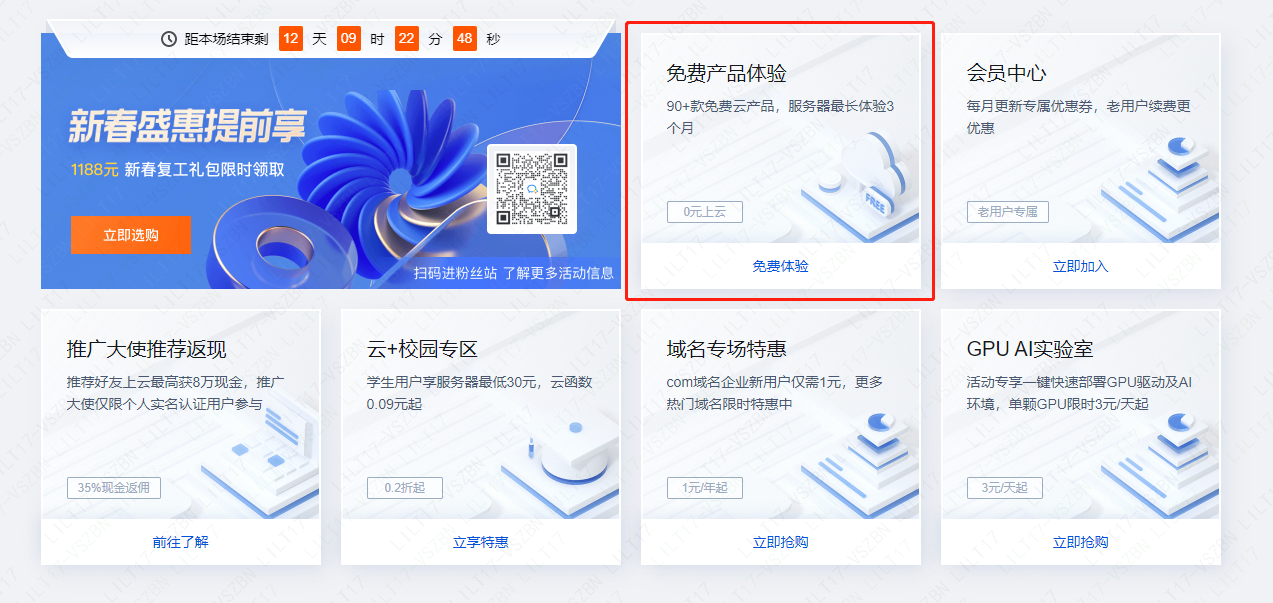 距本场结束剩 12 天 09 时 22 分 48 秒
新春盛惠提前享
1188元 新春复工礼包限时领取
立即选购
扫码进粉丝站 了解更多活动信息
免费产品体验
90+款免费云产品，服务器最长体验3
个月
FREE
0元上云
免费体验
会员中心
每月更新专属优惠券，老用户续费更
优惠
老用户专属
立即加入
推广大使推荐返现
推荐好友上云最高获8万现金，推广
大使仅限个人实名认证用户参与
35%现金返佣
前往了解
云+校园专区
学生用户享服务器最低30元，云函数
0.09元起
0.2折起
立享特惠
域名专场特惠
com域名企业新用户仅需1元，更多
热门域名限时特惠中
1元/年起
立即抢购
GPU AI实验室
活动专享一键快速部署GPU驱动及AI
环境，单颗GPU限时3元/天起
3元/天起
立即抢购